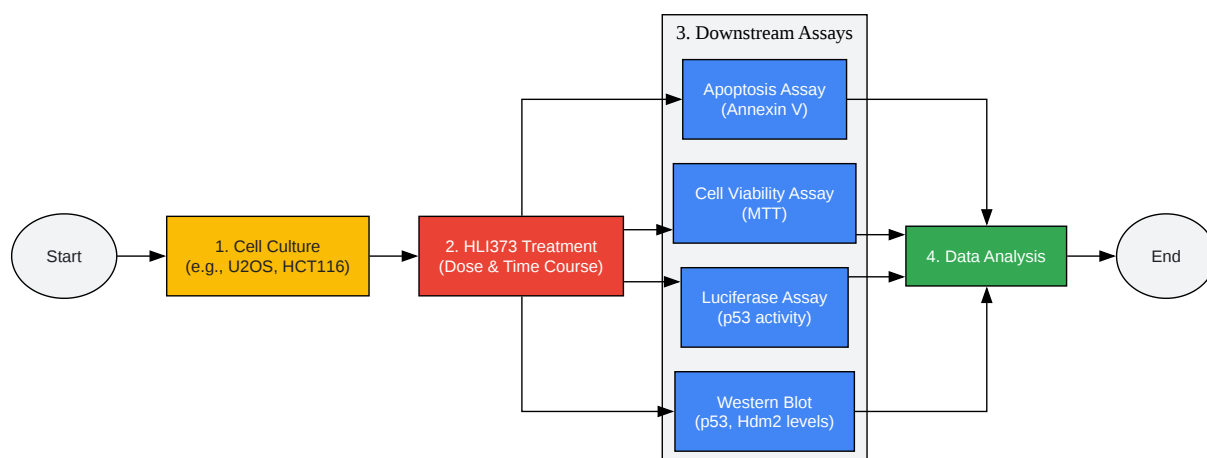 Start
1. Cell Culture
(e.g., U2OS, HCT116)
2. HLI373 Treatment
(Dose & Time Course)
3. Downstream Assays
Apoptosis Assay
(Annexin V)
Cell Viability Assay
(MTT)
Luciferase Assay
(p53 activity)
Western Blot
(p53, Hdm2 levels)
4. Data Analysis
End